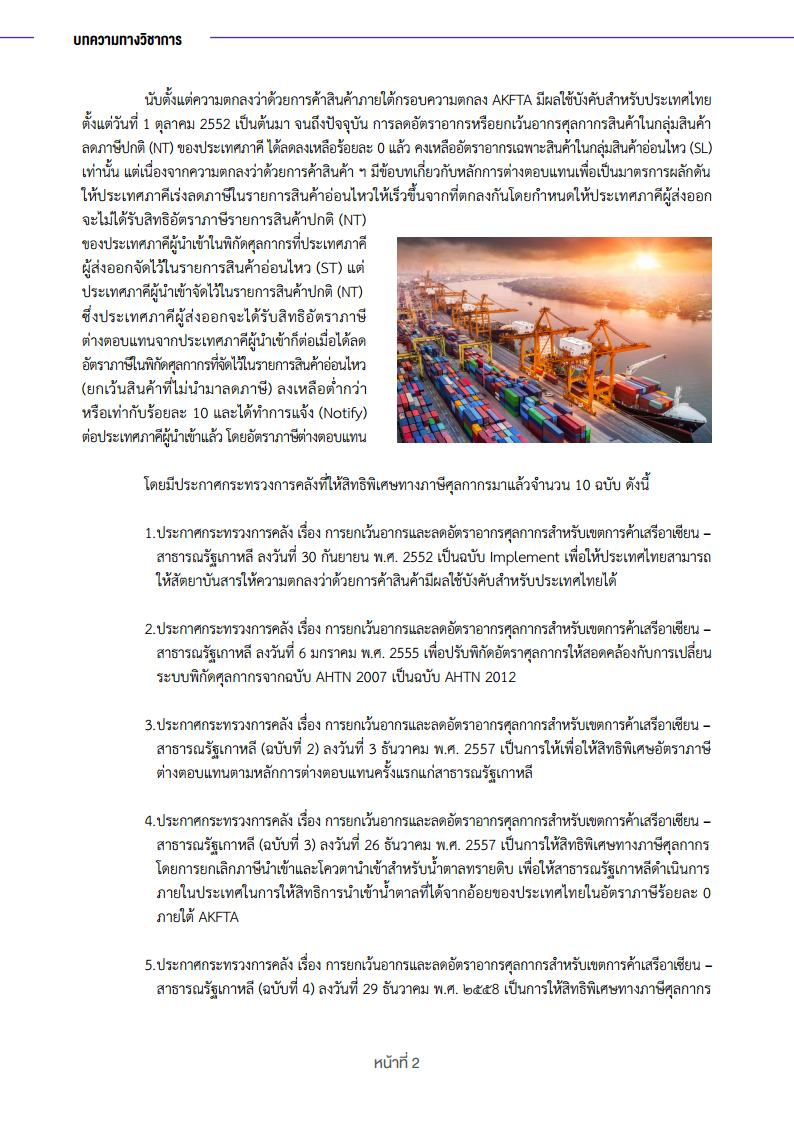 บทความทางวิชาการ
นับตั้งแต่ความตกลงว่าด้วยการค้าสินค้าภายใต้กรอบความตกลง AKFTA มีผลใช้บังคับสำหรับประเทศไทย
ตั้งแต่วันที่ 1 ตุลาคม 2552 เป็นต้นมา จนถึงปัจจุบัน การลดอัตราอากรหรือยกเว้นอากรศุลกากรสินค้าในกลุ่มสินค้า
ลดภาษีปกติ (NT) ของประเทศภาคี ได้ลดลงเหลือร้อยละ 0 แล้ว คงเหลืออัตราอากรเฉพาะสินค้าในกลุ่มสินค้าอ่อนไหว (SL)
เท่านั้น แต่เนื่องจากความตกลงว่าด้วยการค้าสินค้า ฯ มีข้อบทเกี่ยวกับหลักการต่างตอบแทนเพื่อเป็นมาตรการผลักดัน
ให้ประเทศภาคีเร่งลดภาษีในรายการสินค้าอ่อนไหวให้เร็วขึ้นจากที่ตกลงกันโดยกำหนดให้ประเทศภาคีผู้ส่งออก
จะไม่ได้รับสิทธิอัตราภาษีรายการสินค้าปกติ (NT)
ของประเทศภาคีผู้นำเข้าในพิกัดศุลกากรที่ประเทศภาคี
ผู้ส่งออกจัดไว้ในรายการสินค้าอ่อนไหว (ST) แต่
ประเทศภาคีผู้นำเข้าจัดไว้ในรายการสินค้าปกติ (NT)
ซึ่งประเทศภาคีผู้ส่งออกจะได้รับสิทธิอัตราภาษี
ต่างตอบแทนจากประเทศภาคีผู้นำเข้าก็ต่อเมื่อได้ลด
อัตราภาษีในพิกัดศุลกากรที่จัดไว้ในรายการสินค้าอ่อนไหว
(ยกเว้นสินค้าที่ไม่นำมาลดภาษี) ลงเหลือต่ำกว่า
หรือเท่ากับร้อยละ 10 และได้ทำการแจ้ง (Notify)
ต่อประเทศภาคีผู้นำเข้าแล้ว โดยอัตราภาษีต่างตอบแทน
โดยมีประกาศกระทรวงการคลังที่ให้สิทธิพิเศษทางภาษีศุลกากรมาแล้วจำนวน 10 ฉบับ ดังนี้
1.ประกาศกระทรวงการคลัง เรื่อง การยกเว้นอากรและลดอัตราอากรศุลกากรสำหรับเขตการค้าเสรีอาเซียน –
สาธารณรัฐเกาหลี ลงวันที่ 30 กันยายน พ.ศ. 2552 เป็นฉบับ Implement เพื่อให้ประเทศไทยสามารถ
ให้สัตยาบันสารให้ความตกลงว่าด้วยการค้าสินค้ามีผลใช้บังคับสำหรับประเทศไทยได้
2.ประกาศกระทรวงการคลัง เรื่อง การยกเว้นอากรและลดอัตราอากรศุลกากรสำหรับเขตการค้าเสรีอาเซียน –
สาธารณรัฐเกาหลี ลงวันที่ 6 มกราคม พ.ศ. 2555 เพื่อปรับพิกัดอัตราศุลกากรให้สอดคล้องกับการเปลี่ยน
ระบบพิกัดศุลกากรจากฉบับ AHTN 2007 เป็นฉบับ AHTN 2012
3.ประกาศกระทรวงการคลัง เรื่อง การยกเว้นอากรและลดอัตราอากรศุลกากรสำหรับเขตการค้าเสรีอาเซียน –
สาธารณรัฐเกาหลี (ฉบับที่ 2) ลงวันที่ 3 ธันวาคม พ.ศ. 2557 เป็นการให้เพื่อให้สิทธิพิเศษอัตราภาษี
ต่างตอบแทนตามหลักการต่างตอบแทนครั้งแรกแก่สาธารณรัฐเกาหลี
4.ประกาศกระทรวงการคลัง เรื่อง การยกเว้นอากรและลดอัตราอากรศุลกากรสำหรับเขตการค้าเสรีอาเซียน –
สาธารณรัฐเกาหลี (ฉบับที่ 3) ลงวันที่ 26 ธันวาคม พ.ศ. 2557 เป็นการให้สิทธิพิเศษทางภาษีศุลกากร
โดยการยกเลิกภาษีนำเข้าและโควตานำเข้าสำหรับน้ำตาลทรายดิบ เพื่อให้สาธารณรัฐเกาหลีดำเนินการ
ภายในประเทศในการให้สิทธิการนำเข้าน้ำตาลที่ได้จากอ้อยของประเทศไทยในอัตราภาษีร้อยละ 0
ภายใต้ AKFTA
5.ประกาศกระทรวงการคลัง เรื่อง การยกเว้นอากรและลดอัตราอากรศุลกากรสำหรับเขตการค้าเสรีอาเซียน –
สาธารณรัฐเกาหลี (ฉบับที่ 4) ลงวันที่ 29 ธันวาคม พ.ศ. ๒๕๕8 เป็นการให้สิทธิพิเศษทางภาษีศุลกากร
หน้าที่ 2